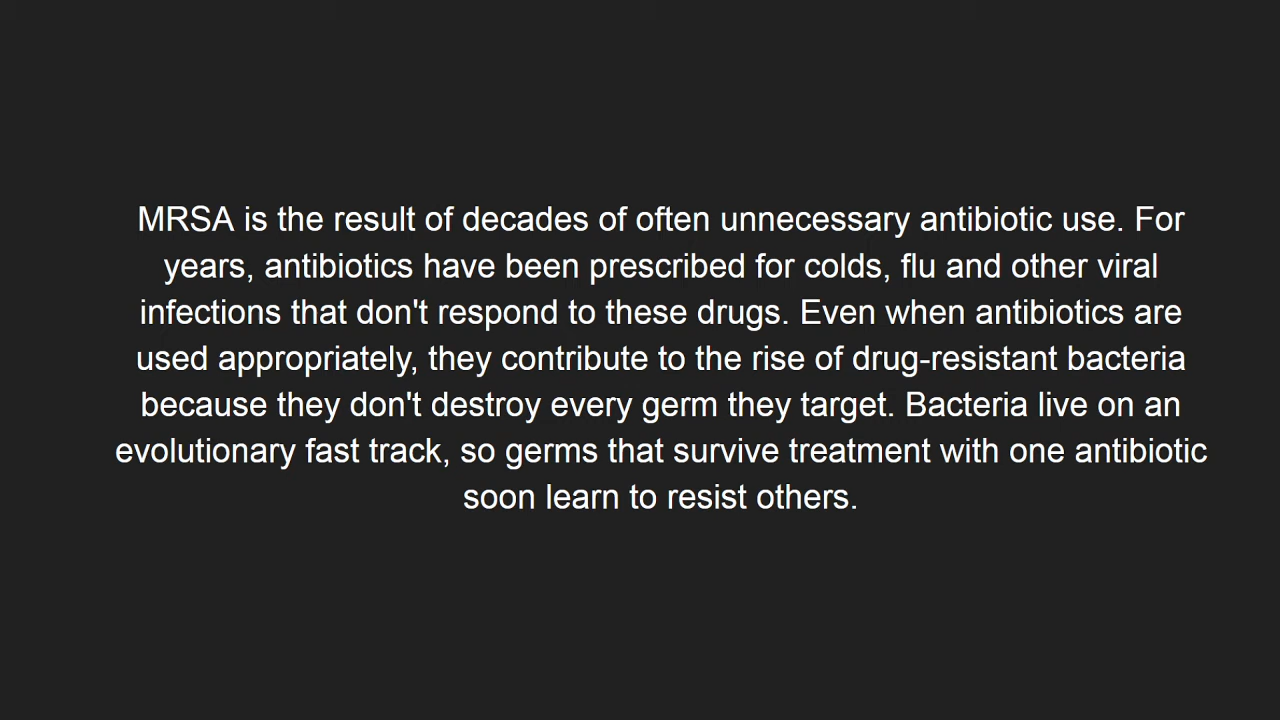 MRSA is the result of decades of often unnecessary antibiotic use. For
years, antibiotics have been prescribed for colds, flu and other viral
infections that don't respond to these drugs. Even when antibiotics are
used appropriately, they contribute to the rise of drug-resistant bacteria
because they don't destroy every germ they target. Bacteria live on an
evolutionary fast track, so germs that survive treatment with one antibiotic
soon learn to resist others.